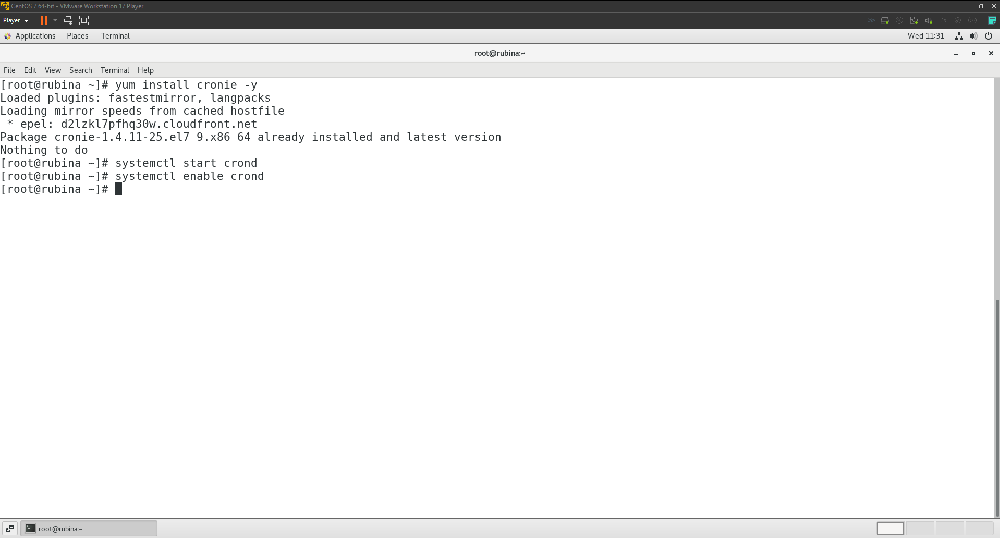 CentOS 7 64-bit - VMware Workstation 17 Player
Player
Applications Places Terminal Wed 11:31
root@rubina:~
File Edit View Search Terminal Help
[root@rubina ~]# yum install cronie -y
Loaded plugins: fastestmirror, langpacks
Loading mirror speeds from cached hostfile
 * epel: d2lzkl7pfhq30w.cloudfront.net
Package cronie-1.4.11-25.el7_9.x86_64 already installed and latest version
Nothing to do
[root@rubina ~]# systemctl start crond
[root@rubina ~]# systemctl enable crond
[root@rubina ~]#
root@rubina:~